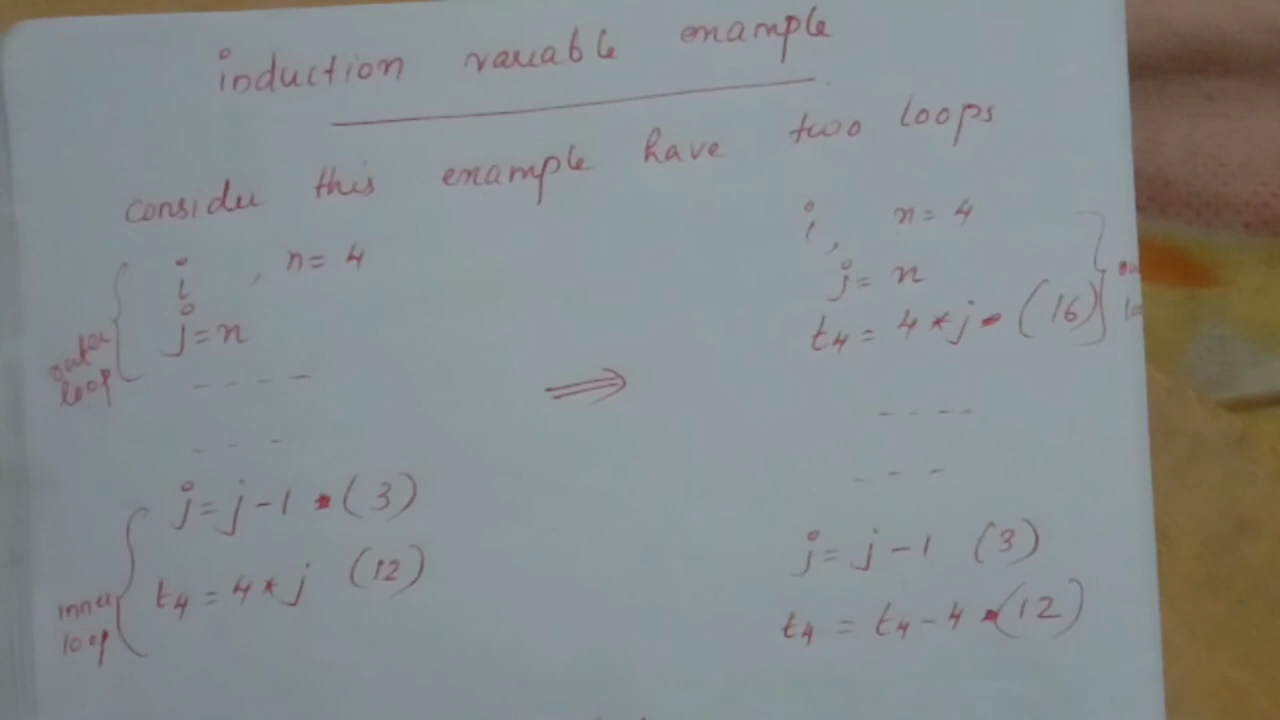 induction variable example
consider this example have two loops
outer loop
i , n = 4
j = n
- - - -
- - -
inner loop
j = j - 1 (3)
t4 = 4 * j (12)
⇒
i, n = 4
j = n
t4 = 4 * j (16)
- - - -
- - -
j = j - 1 (3)
t4 = t4 - 4 (12)